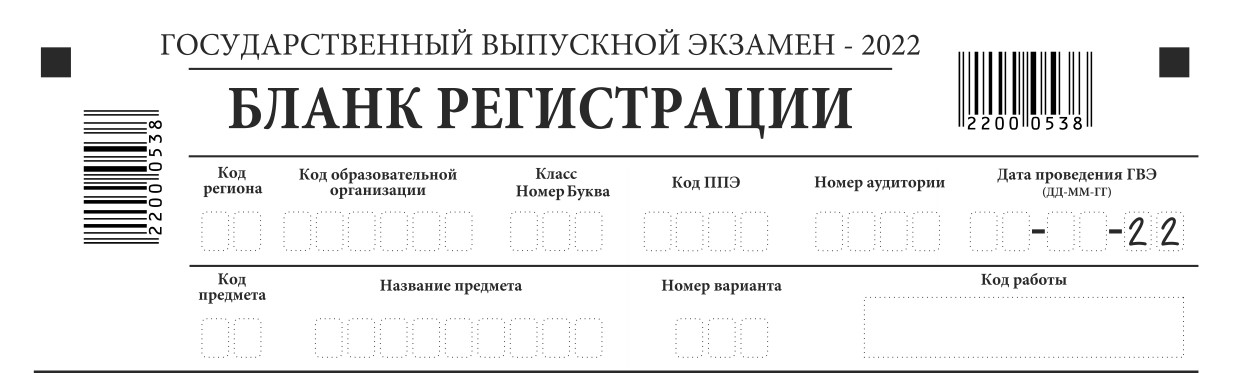 ГОСУДАРСТВЕННЫЙ ВЫПУСКНОЙ ЭКЗАМЕН - 2022
БЛАНК РЕГИСТРАЦИИ
2200 0538
2200 0538
Код региона
Код образовательной организации
Класс
Номер Буква
Код ППЭ
Номер аудитории
Дата проведения ГВЭ
(ДД-ММ-ГГ)
- -22
Код предмета
Название предмета
Номер варианта
Код работы